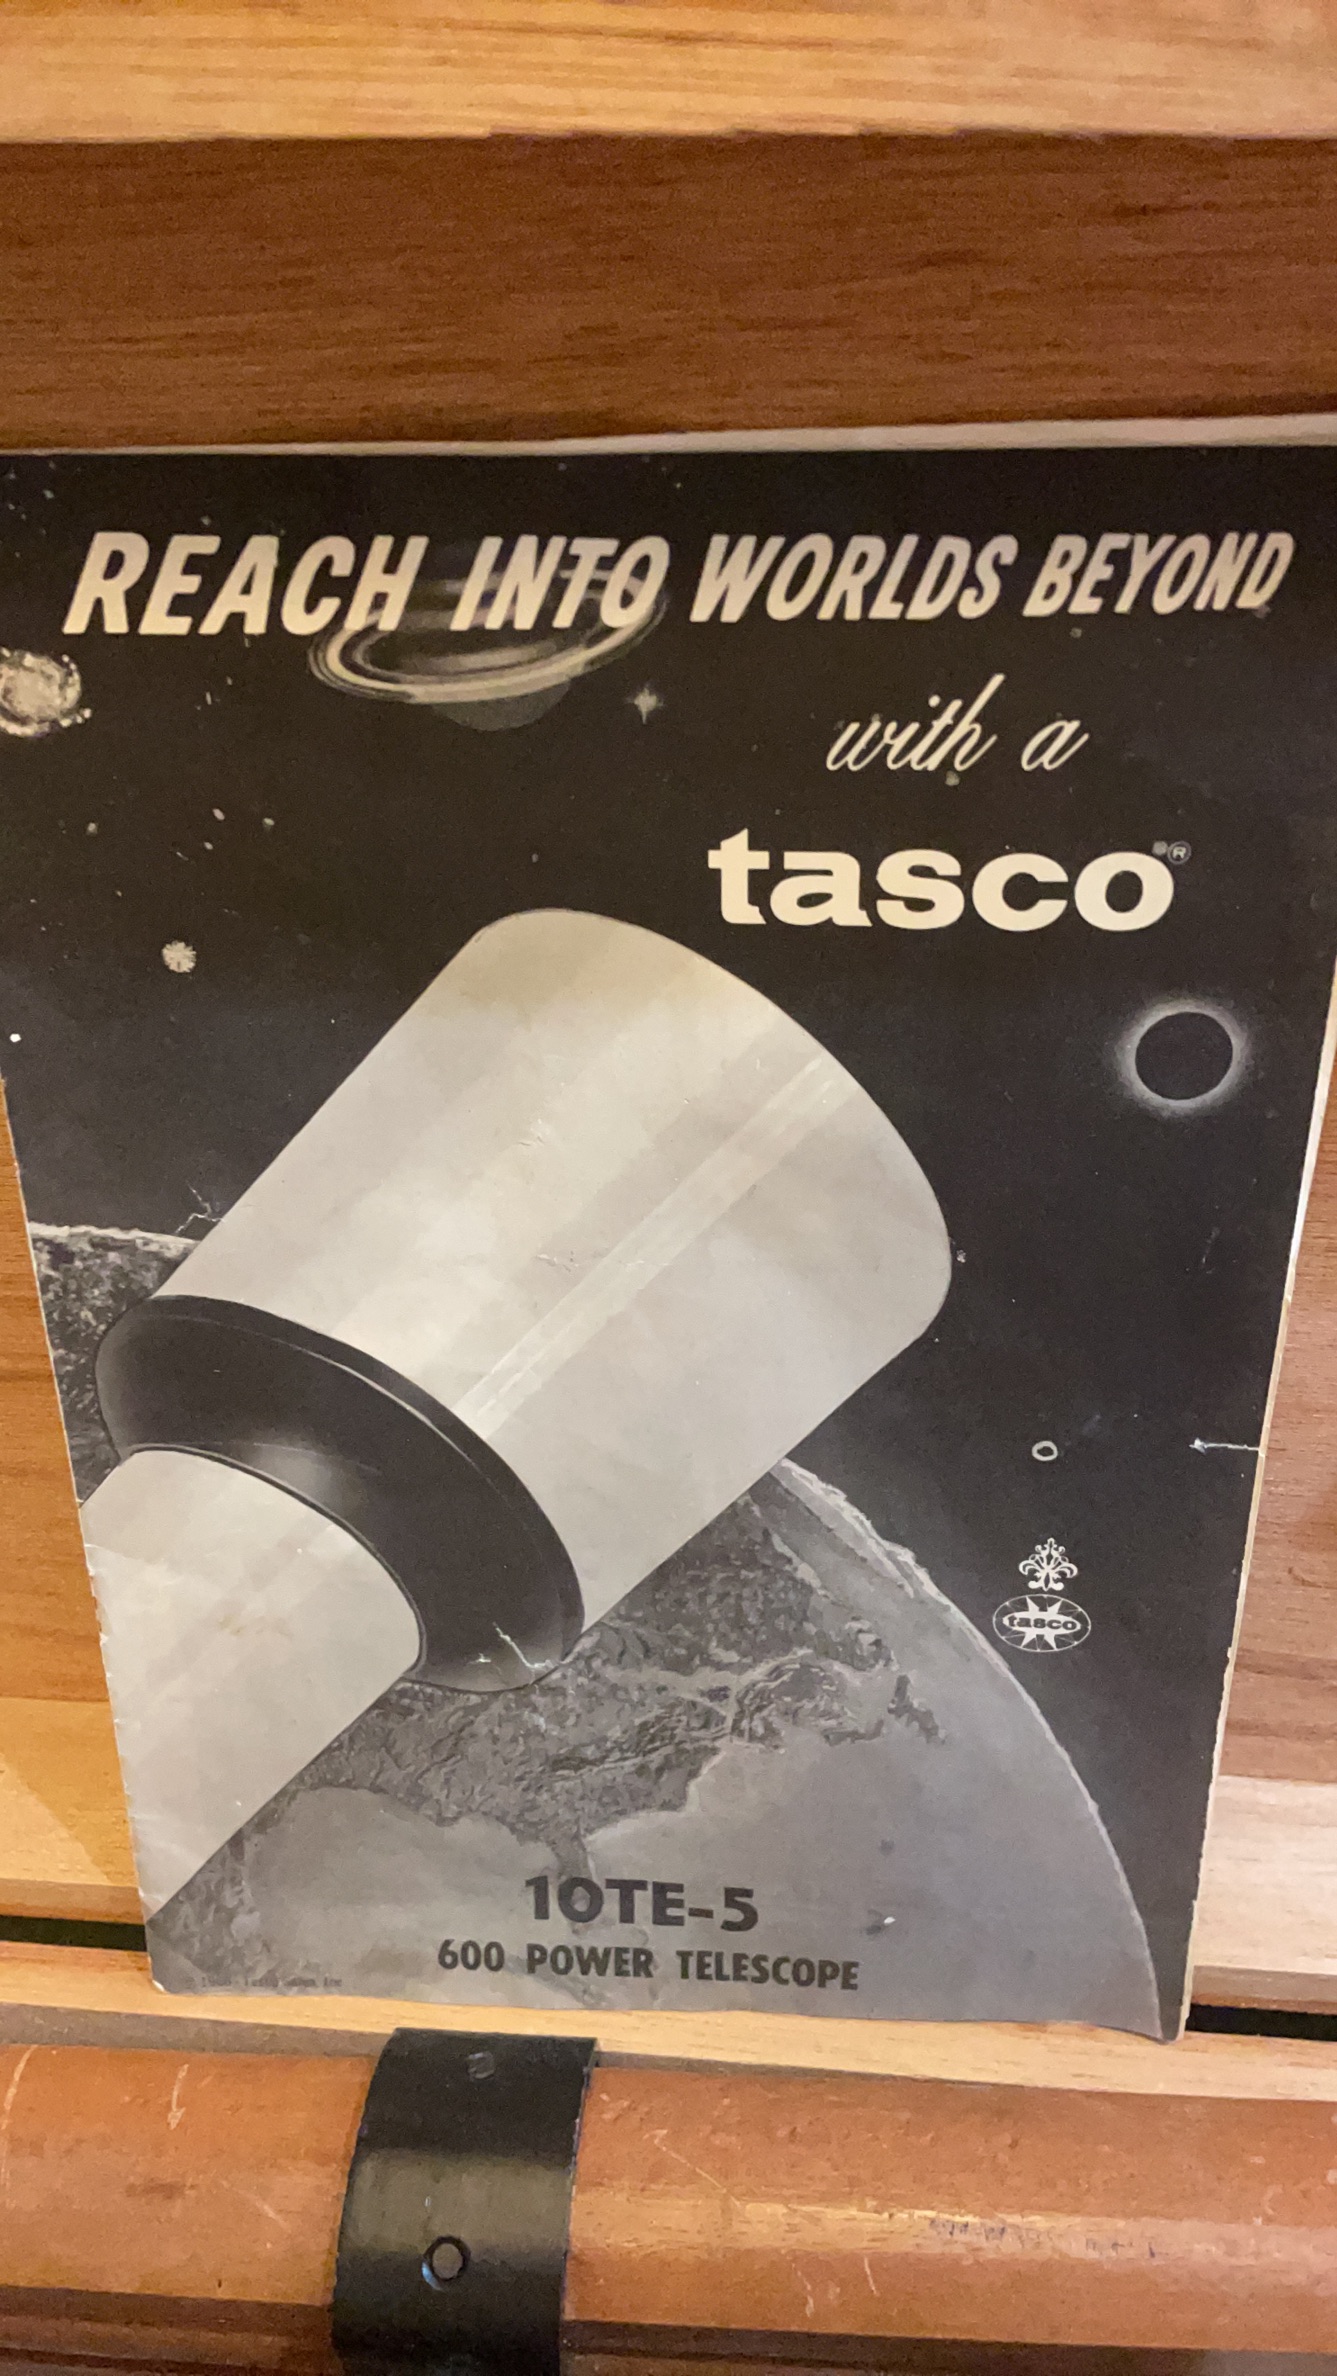 REACH INTO WORLDS BEYOND
with a
tasco®
tasco
10TE-5
600 POWER TELESCOPE